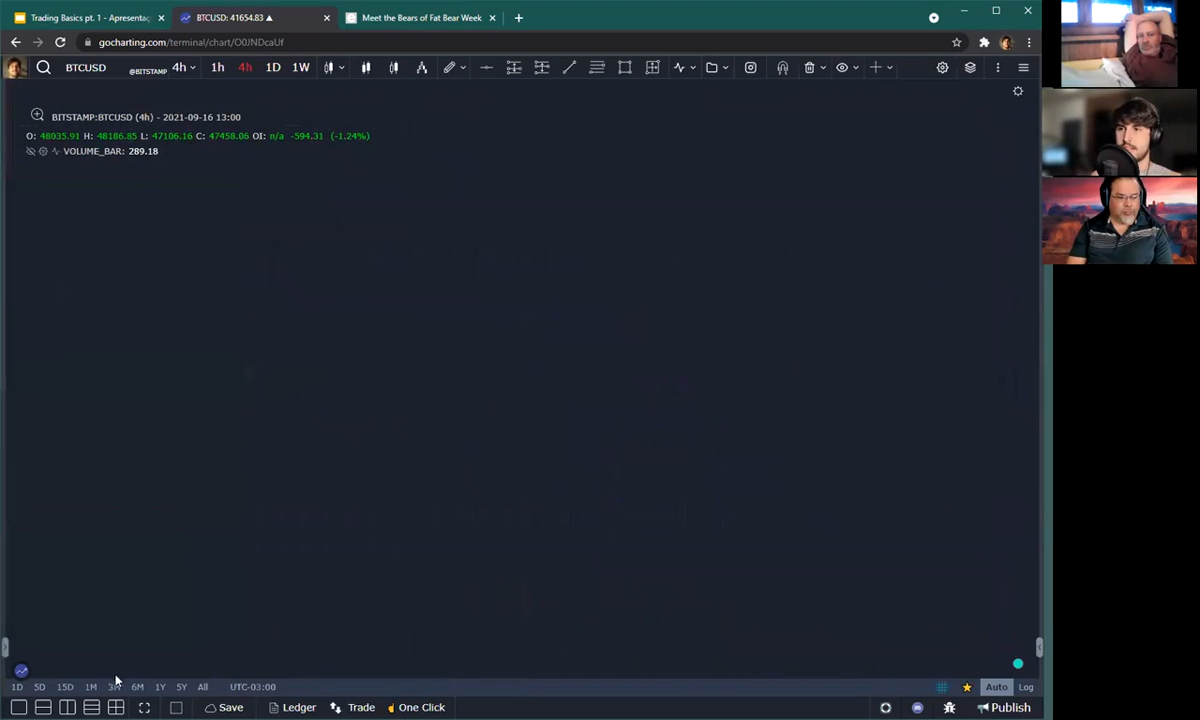 Trading Basics pt. 1 - Apresentaç
BTCUSD: 41654.83 ▲
Meet the Bears of Fat Bear Week
gocharting.com/terminal/chart/O0JNDcaUf
BTCUSD @BITSTAMP 4h 1h 4h 1D 1W
BITSTAMP:BTCUSD (4h) - 2021-09-16 13:00
O: 48035.91 H: 48186.85 L: 47106.16 C: 47458.06 OI: n/a -594.31 (-1.24%)
VOLUME_BAR: 289.18
1D 5D 15D 1M 3M 6M 1Y 5Y All UTC-03:00 Auto Log
Save Ledger Trade One Click Publish